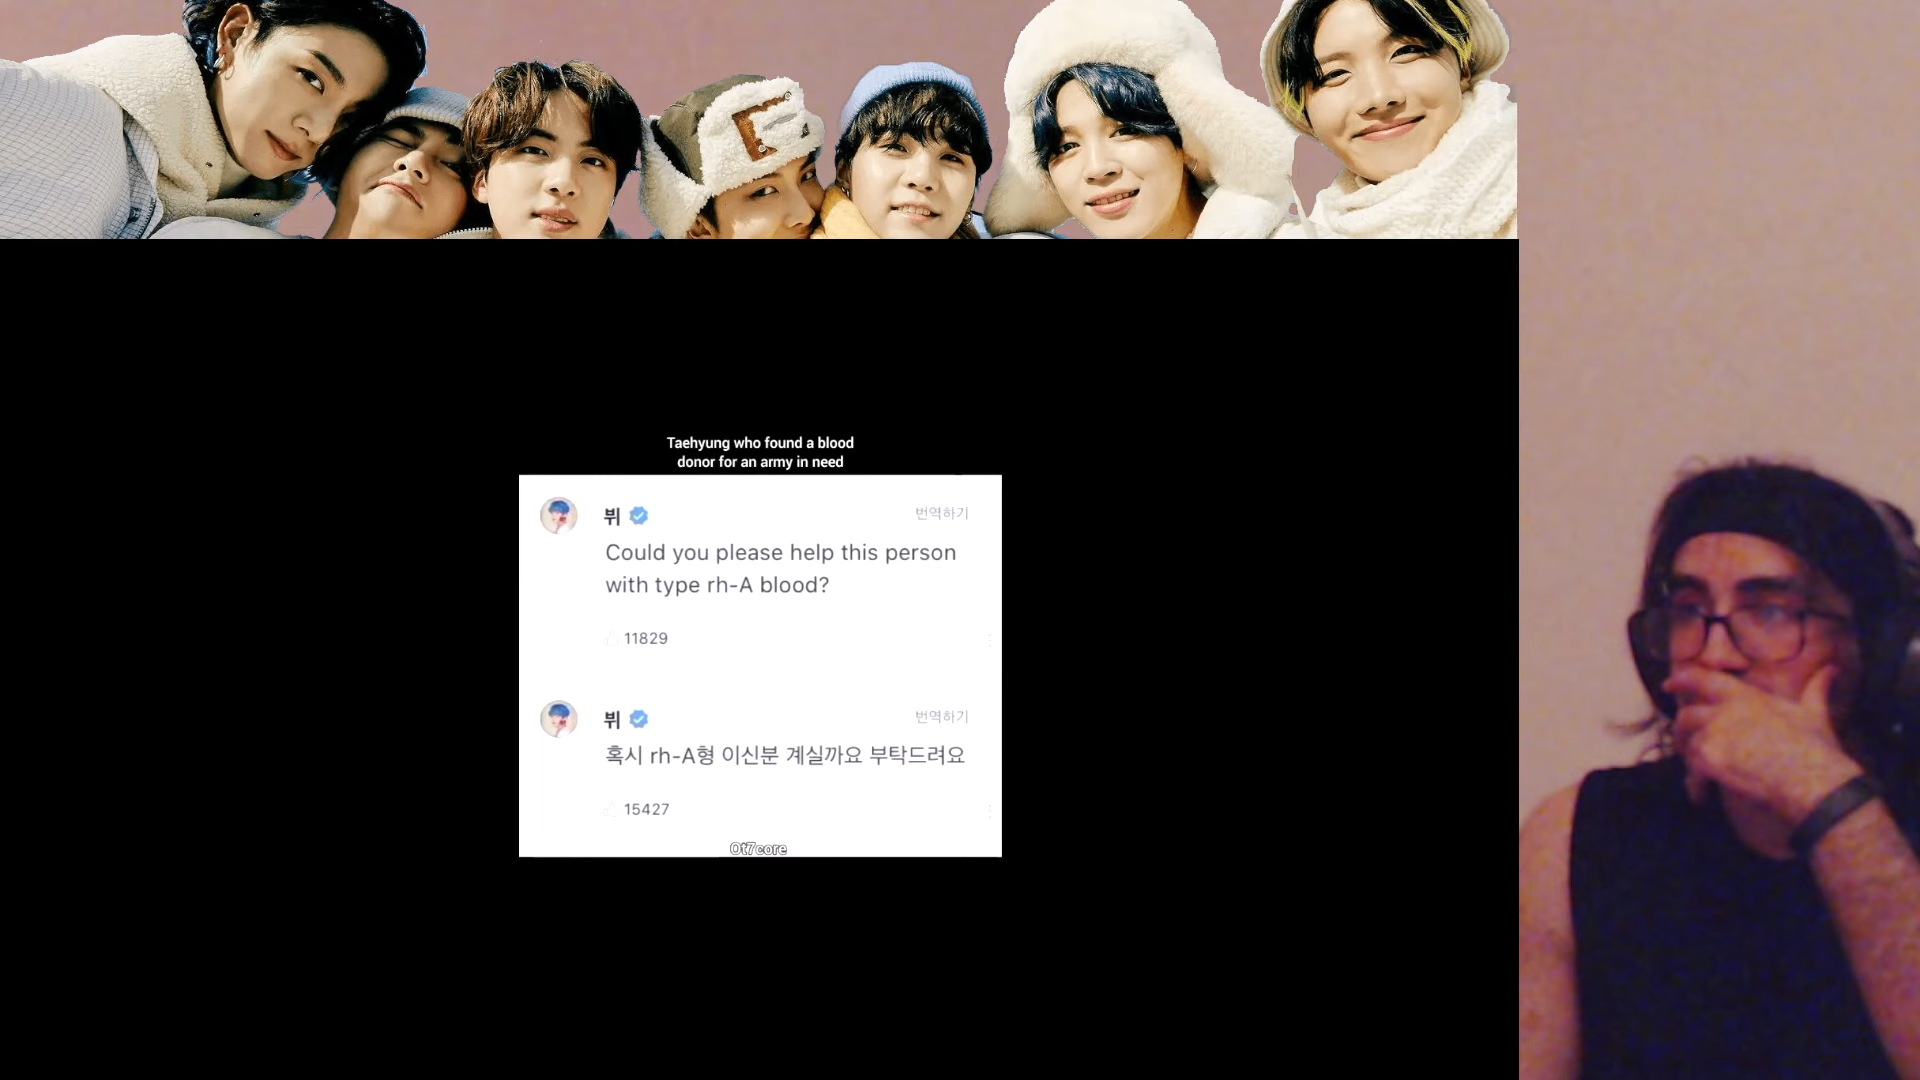 Taehyung who found a blood
donor for an army in need
뷔
번역하기
Could you please help this person
with type rh-A blood?
11829
뷔
번역하기
혹시 rh-A형 이신분 계실까요 부탁드려요
15427
Ot7core